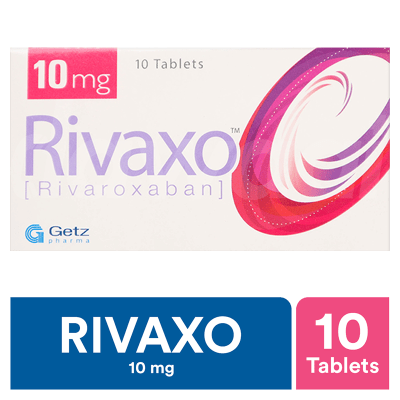 10 mg
10 Tablets
Rivaxo™
[Rivaroxaban]
Getz
pharma
RIVAXO
10 mg
10
Tablets